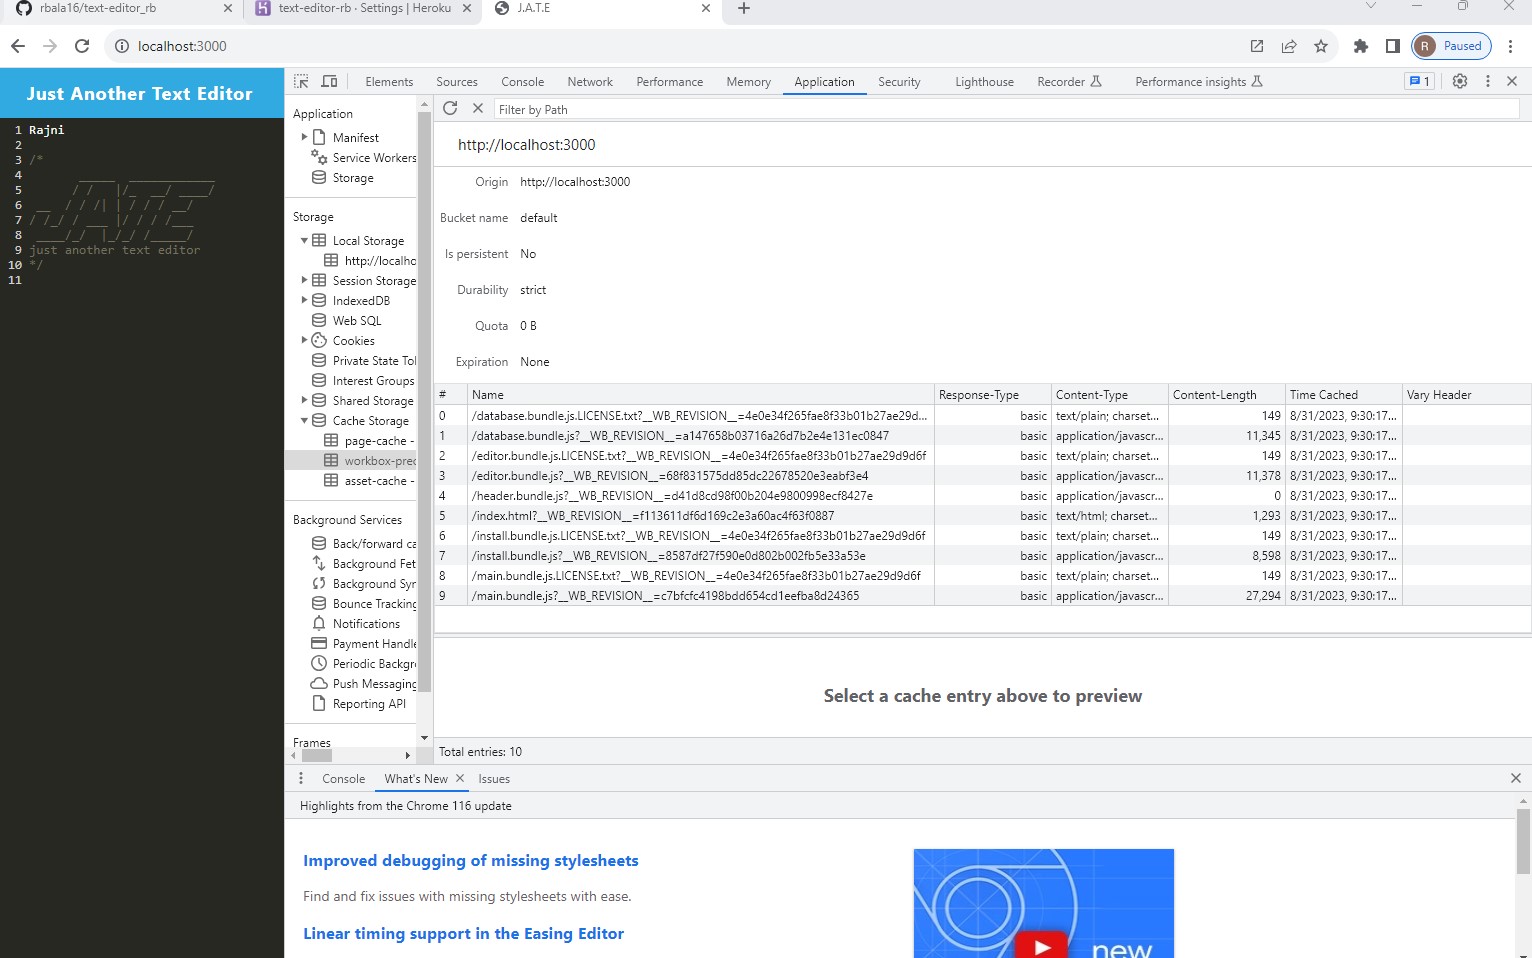 rbala16/text-editor_rb
text-editor-rb · Settings | Heroku
J.A.T.E
localhost:3000
R Paused
Just Another Text Editor
Elements Sources Console Network Performance Memory Application Security Lighthouse Recorder Performance insights 1
Application
Manifest
Service Workers
Storage
Storage
Local Storage
http://localho
Session Storage
IndexedDB
Web SQL
Cookies
Private State Tol
Interest Groups
Shared Storage
Cache Storage
page-cache -
workbox-prec
asset-cache -
Background Services
Back/forward ca
Background Fet
Background Syn
Bounce Tracking
Notifications
Payment Handle
Periodic Backgr
Push Messaging
Reporting API
Frames
1 Rajni
2
3 /*
4 _____  ____________
5 / /   |/_  __/ ____/
6 __  / / /| | / / / __/
7 / /_/ / ___ |/ / / /___
8 ____/_/  |_/_/ /_____/
9 just another text editor
10 */
11
Filter by Path
http://localhost:3000
Origin http://localhost:3000
Bucket name default
Is persistent No
Durability strict
Quota 0 B
Expiration None
# Name Response-Type Content-Type Content-Length Time Cached Vary Header
0 /database.bundle.js.LICENSE.txt?__WB_REVISION__=4e0e34f265fae8f33b01b27ae29d... basic text/plain; charset... 149 8/31/2023, 9:30:17...
1 /database.bundle.js?__WB_REVISION__=a147658b03716a26d7b2e4e131ec0847 basic application/javascr... 11,345 8/31/2023, 9:30:17...
2 /editor.bundle.js.LICENSE.txt?__WB_REVISION__=4e0e34f265fae8f33b01b27ae29d9d6f basic text/plain; charset... 149 8/31/2023, 9:30:17...
3 /editor.bundle.js?__WB_REVISION__=68f831575dd85dc22678520e3eabf3e4 basic application/javascr... 11,378 8/31/2023, 9:30:17...
4 /header.bundle.js?__WB_REVISION__=d41d8cd98f00b204e9800998ecf8427e basic application/javascr... 0 8/31/2023, 9:30:17...
5 /index.html?__WB_REVISION__=f113611df6d169c2e3a60ac4f63f0887 basic text/html; charset... 1,293 8/31/2023, 9:30:17...
6 /install.bundle.js.LICENSE.txt?__WB_REVISION__=4e0e34f265fae8f33b01b27ae29d9d6f basic text/plain; charset... 149 8/31/2023, 9:30:17...
7 /install.bundle.js?__WB_REVISION__=8587df27f590e0d802b002fb5e33a53e basic application/javascr... 8,598 8/31/2023, 9:30:17...
8 /main.bundle.js.LICENSE.txt?__WB_REVISION__=4e0e34f265fae8f33b01b27ae29d9d6f basic text/plain; charset... 149 8/31/2023, 9:30:17...
9 /main.bundle.js?__WB_REVISION__=c7bfcfc4198bdd654cd1eefba8d24365 basic application/javascr... 27,294 8/31/2023, 9:30:17...
Select a cache entry above to preview
Total entries: 10
Console What's New Issues
Highlights from the Chrome 116 update
Improved debugging of missing stylesheets
Find and fix issues with missing stylesheets with ease.
Linear timing support in the Easing Editor
new